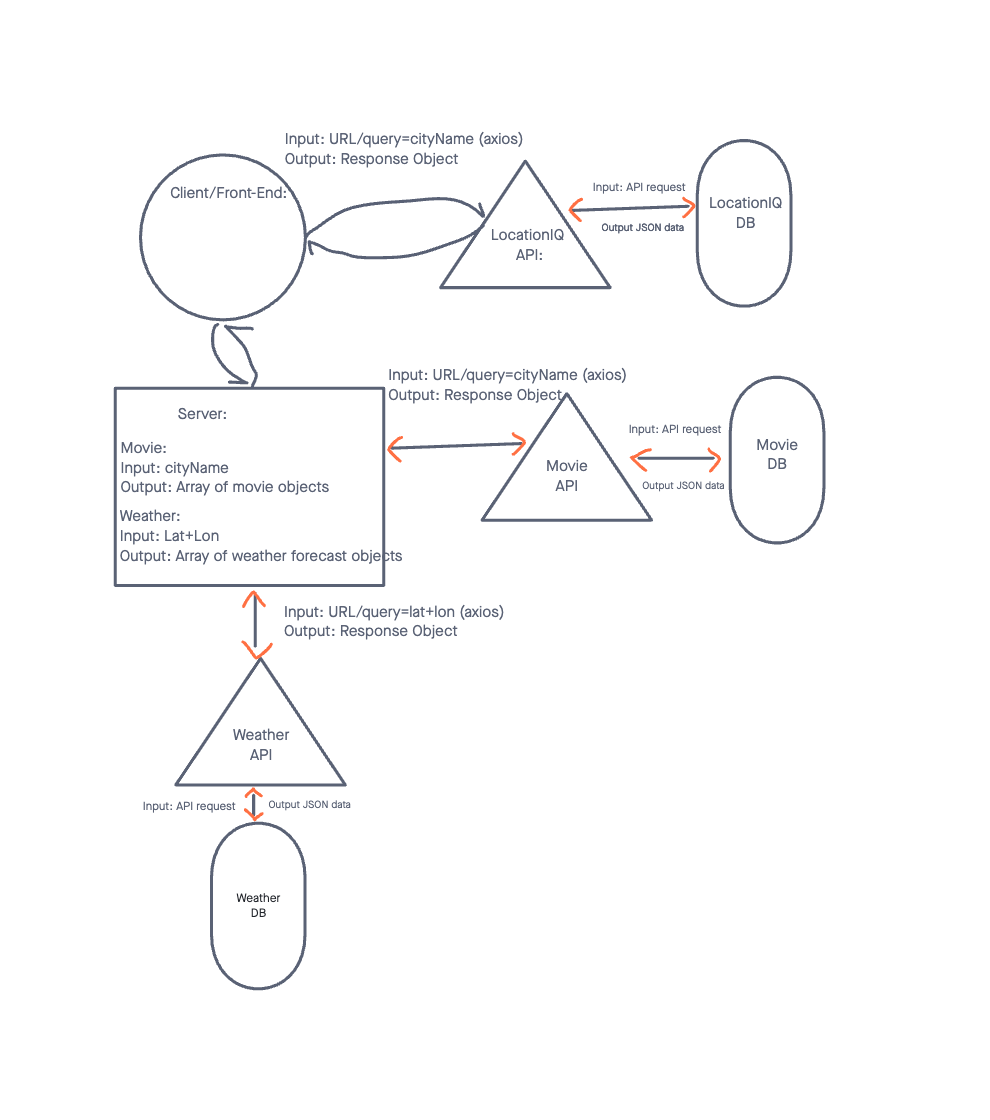 Input: URL/query=cityName (axios)
Output: Response Object
Client/Front-End:
LocationIQ
API:
Input: API request
Output JSON data
LocationIQ
DB
Server:
Movie:
Input: cityName
Output: Array of movie objects
Weather:
Input: Lat+Lon
Output: Array of weather forecast objects
Input: URL/query=cityName (axios)
Output: Response Object
Movie
API
Input: API request
Output JSON data
Movie
DB
Input: URL/query=lat+lon (axios)
Output: Response Object
Weather
API
Input: API request
Output JSON data
Weather
DB